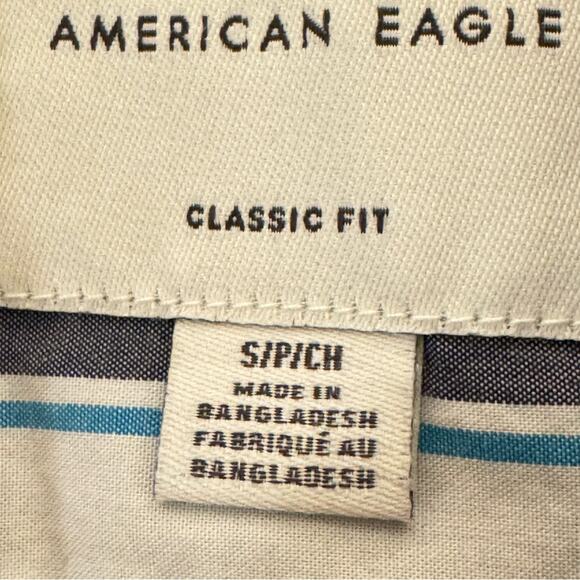 AMERICAN EAGLE
CLASSIC FIT
S/P/CH
MADE IN
BANGLADESH
FABRIQUÉ AU
BANGLADESH